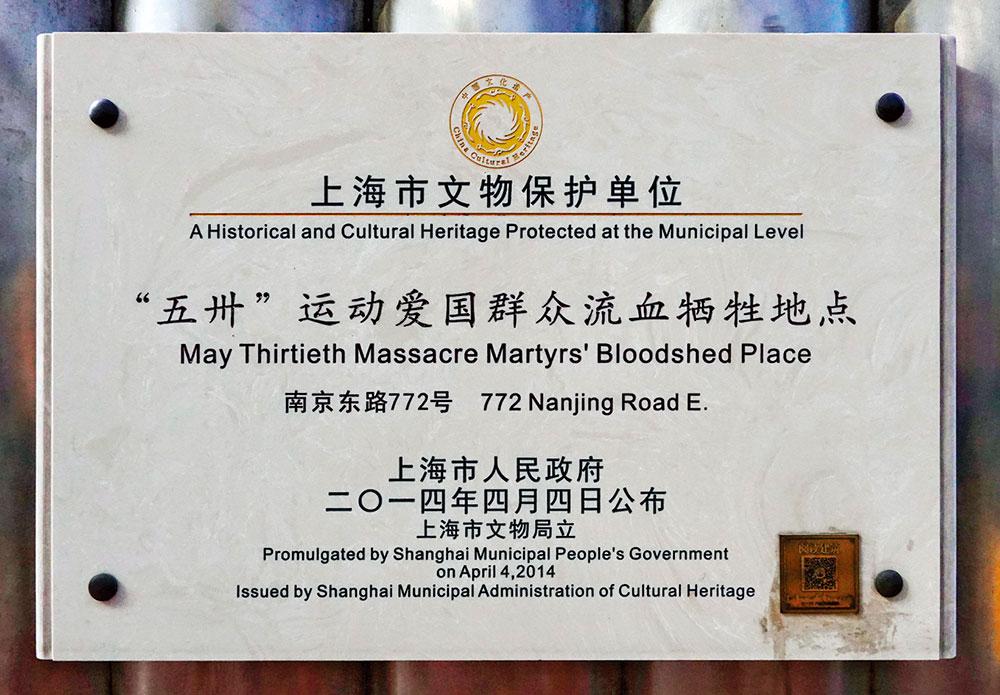 中国文化遗产
China Cultural Heritage
上海市文物保护单位
A Historical and Cultural Heritage Protected at the Municipal Level
“五卅”运动爱国群众流血牺牲地点
May Thirtieth Massacre Martyrs' Bloodshed Place
南京东路772号 772 Nanjing Road E.
上海市人民政府
二〇一四年四月四日公布
上海市文物局立
Promulgated by Shanghai Municipal People's Government
on April 4,2014
Issued by Shanghai Municipal Administration of Cultural Heritage
阅读建筑